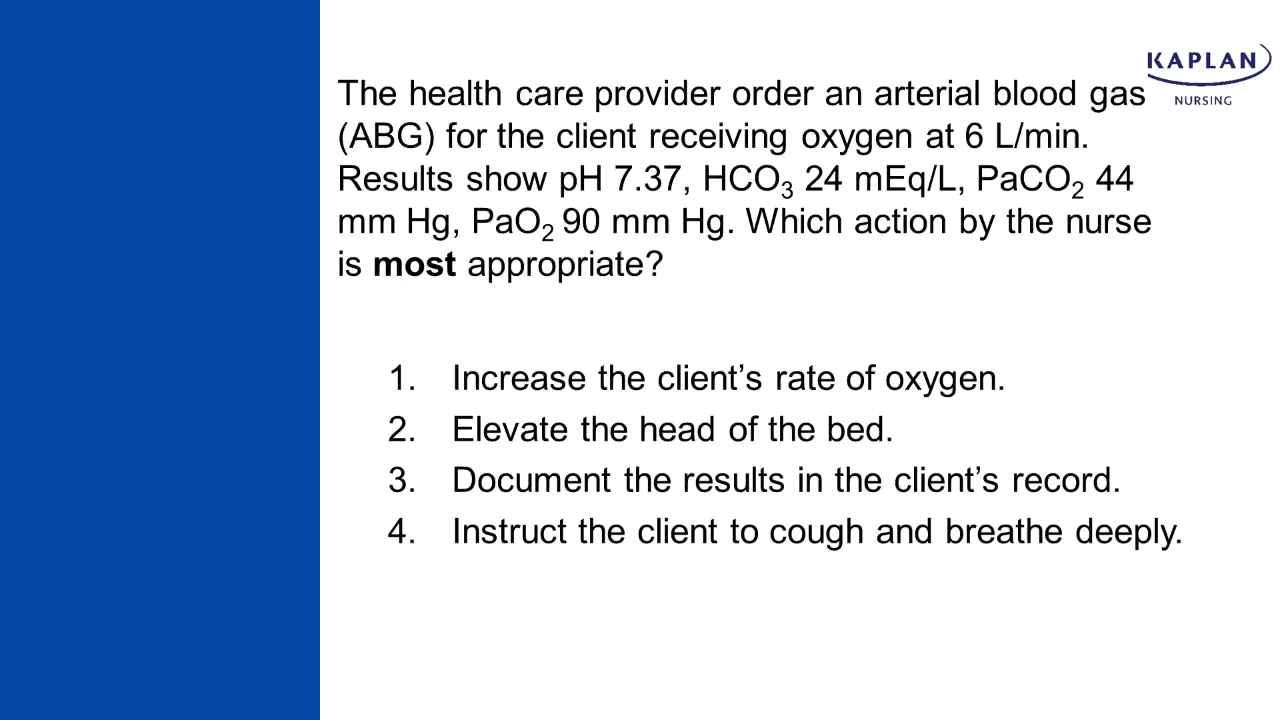 KAPLAN
NURSING
The health care provider order an arterial blood gas
(ABG) for the client receiving oxygen at 6 L/min.
Results show pH 7.37, HCO₃ 24 mEq/L, PaCO₂ 44
mm Hg, PaO₂ 90 mm Hg. Which action by the nurse
is most appropriate?
1. Increase the client’s rate of oxygen.
2. Elevate the head of the bed.
3. Document the results in the client’s record.
4. Instruct the client to cough and breathe deeply.